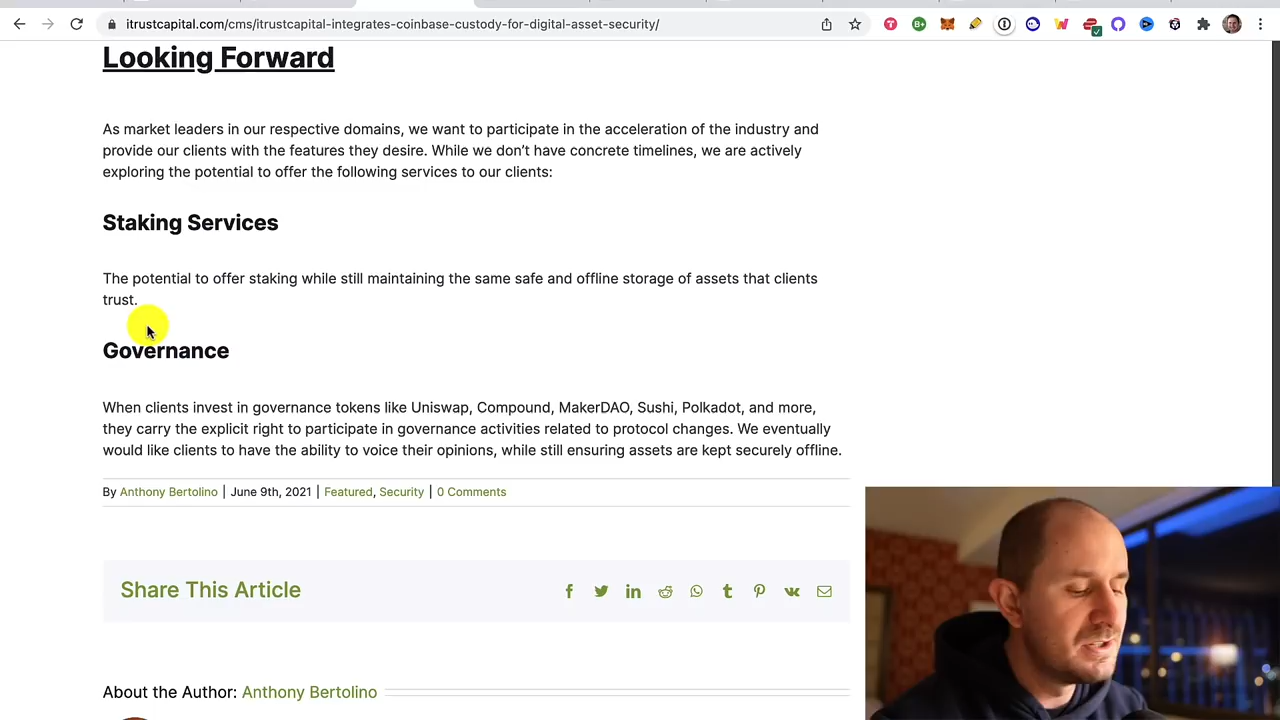 itrustcapital.com/cms/itrustcapital-integrates-coinbase-custody-for-digital-asset-security/
Looking Forward
As market leaders in our respective domains, we want to participate in the acceleration of the industry and
provide our clients with the features they desire. While we don’t have concrete timelines, we are actively
exploring the potential to offer the following services to our clients:
Staking Services
The potential to offer staking while still maintaining the same safe and offline storage of assets that clients
trust.
Governance
When clients invest in governance tokens like Uniswap, Compound, MakerDAO, Sushi, Polkadot, and more,
they carry the explicit right to participate in governance activities related to protocol changes. We eventually
would like clients to have the ability to voice their opinions, while still ensuring assets are kept securely offline.
By Anthony Bertolino | June 9th, 2021 | Featured, Security | 0 Comments
Share This Article
About the Author: Anthony Bertolino